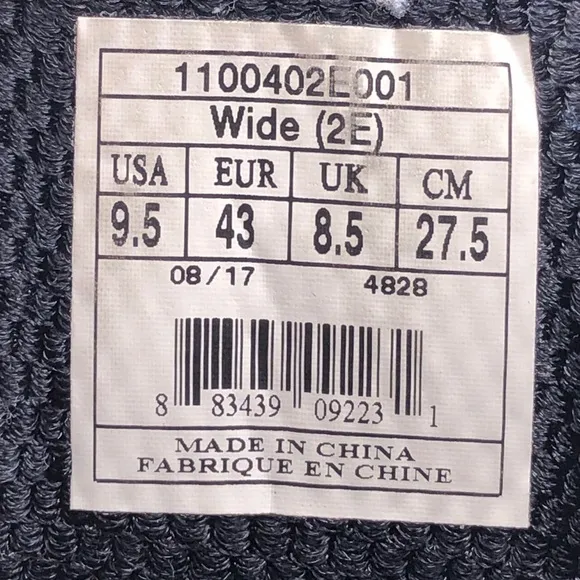 1100402E001
Wide (2E)
USA EUR UK CM
9.5 43 8.5 27.5
08/17 4828
8 83439 09223 1
MADE IN CHINA
FABRIQUE EN CHINE